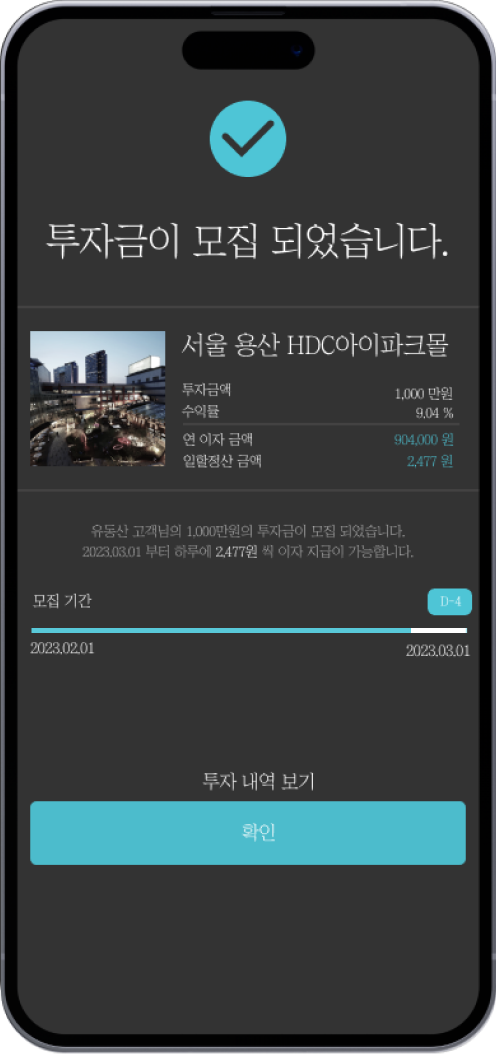 투자금이 모집 되었습니다.
서울 용산 HDC아이파크몰
투자금액 1,000 만원
수익률 9.04 %
연 이자 금액 904,000 원
일할정산 금액 2,477 원
유동산 고객님의 1,000만원의 투자금이 모집 되었습니다.
2023.03.01 부터 하루에 2,477원 씩 이자 지급이 가능합니다.
모집 기간 D-4
2023.02.01 2023.03.01
투자 내역 보기
확인